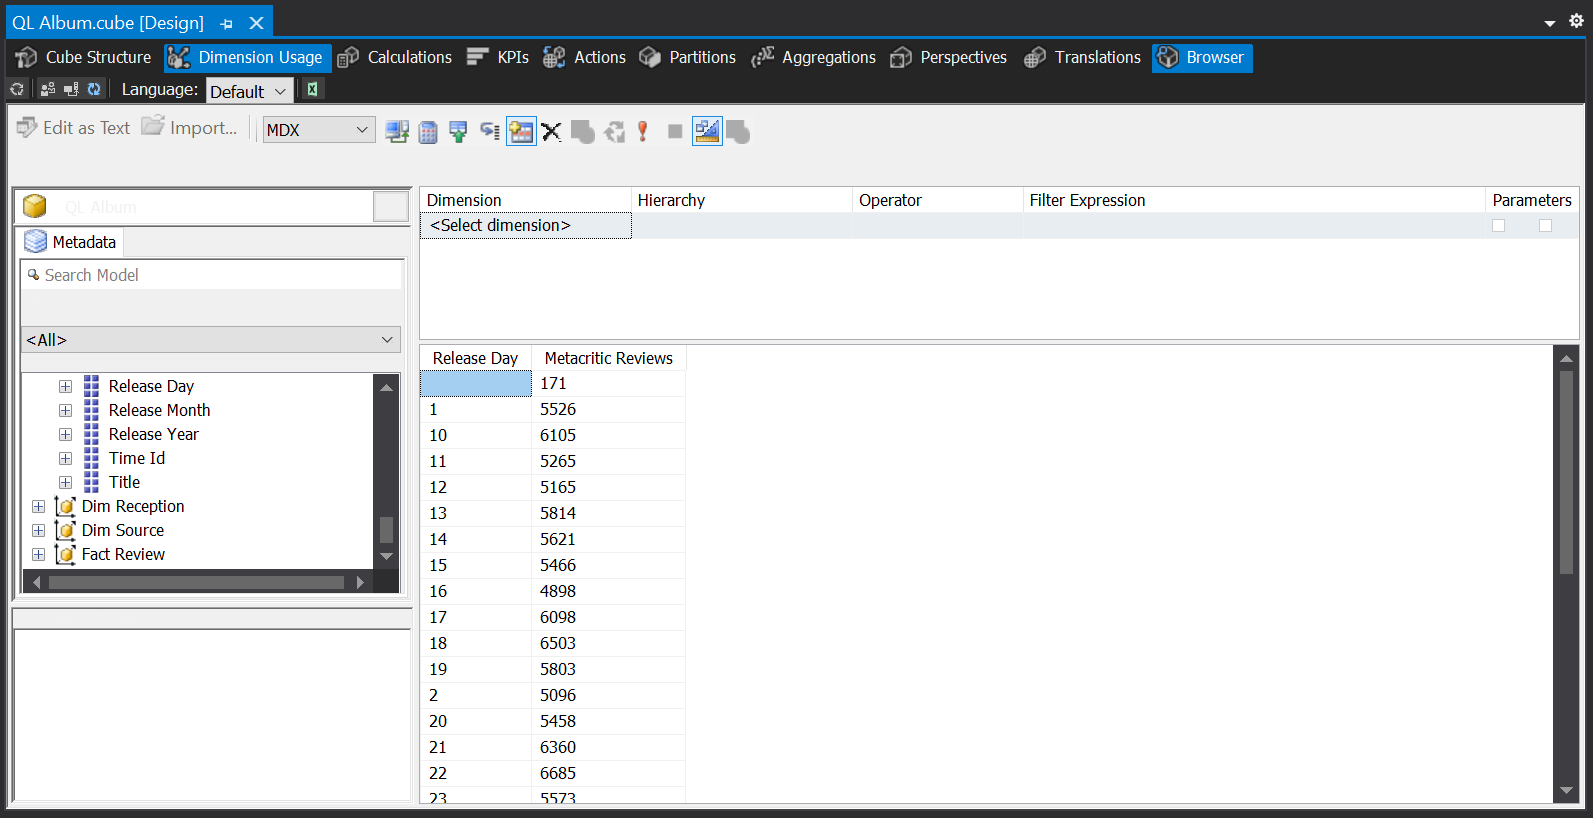 QL Album.cube [Design]
Cube Structure Dimension Usage Calculations KPIs Actions Partitions Aggregations Perspectives Translations Browser
Language: Default
Edit as Text Import... MDX
QL Album
Metadata
Search Model
<All>
Release Day
Release Month
Release Year
Time Id
Title
Dim Reception
Dim Source
Fact Review
Dimension Hierarchy Operator Filter Expression Parameters
<Select dimension>
Release Day Metacritic Reviews
171
1 5526
10 6105
11 5265
12 5165
13 5814
14 5621
15 5466
16 4898
17 6098
18 6503
19 5803
2 5096
20 5458
21 6360
22 6685
23 5573